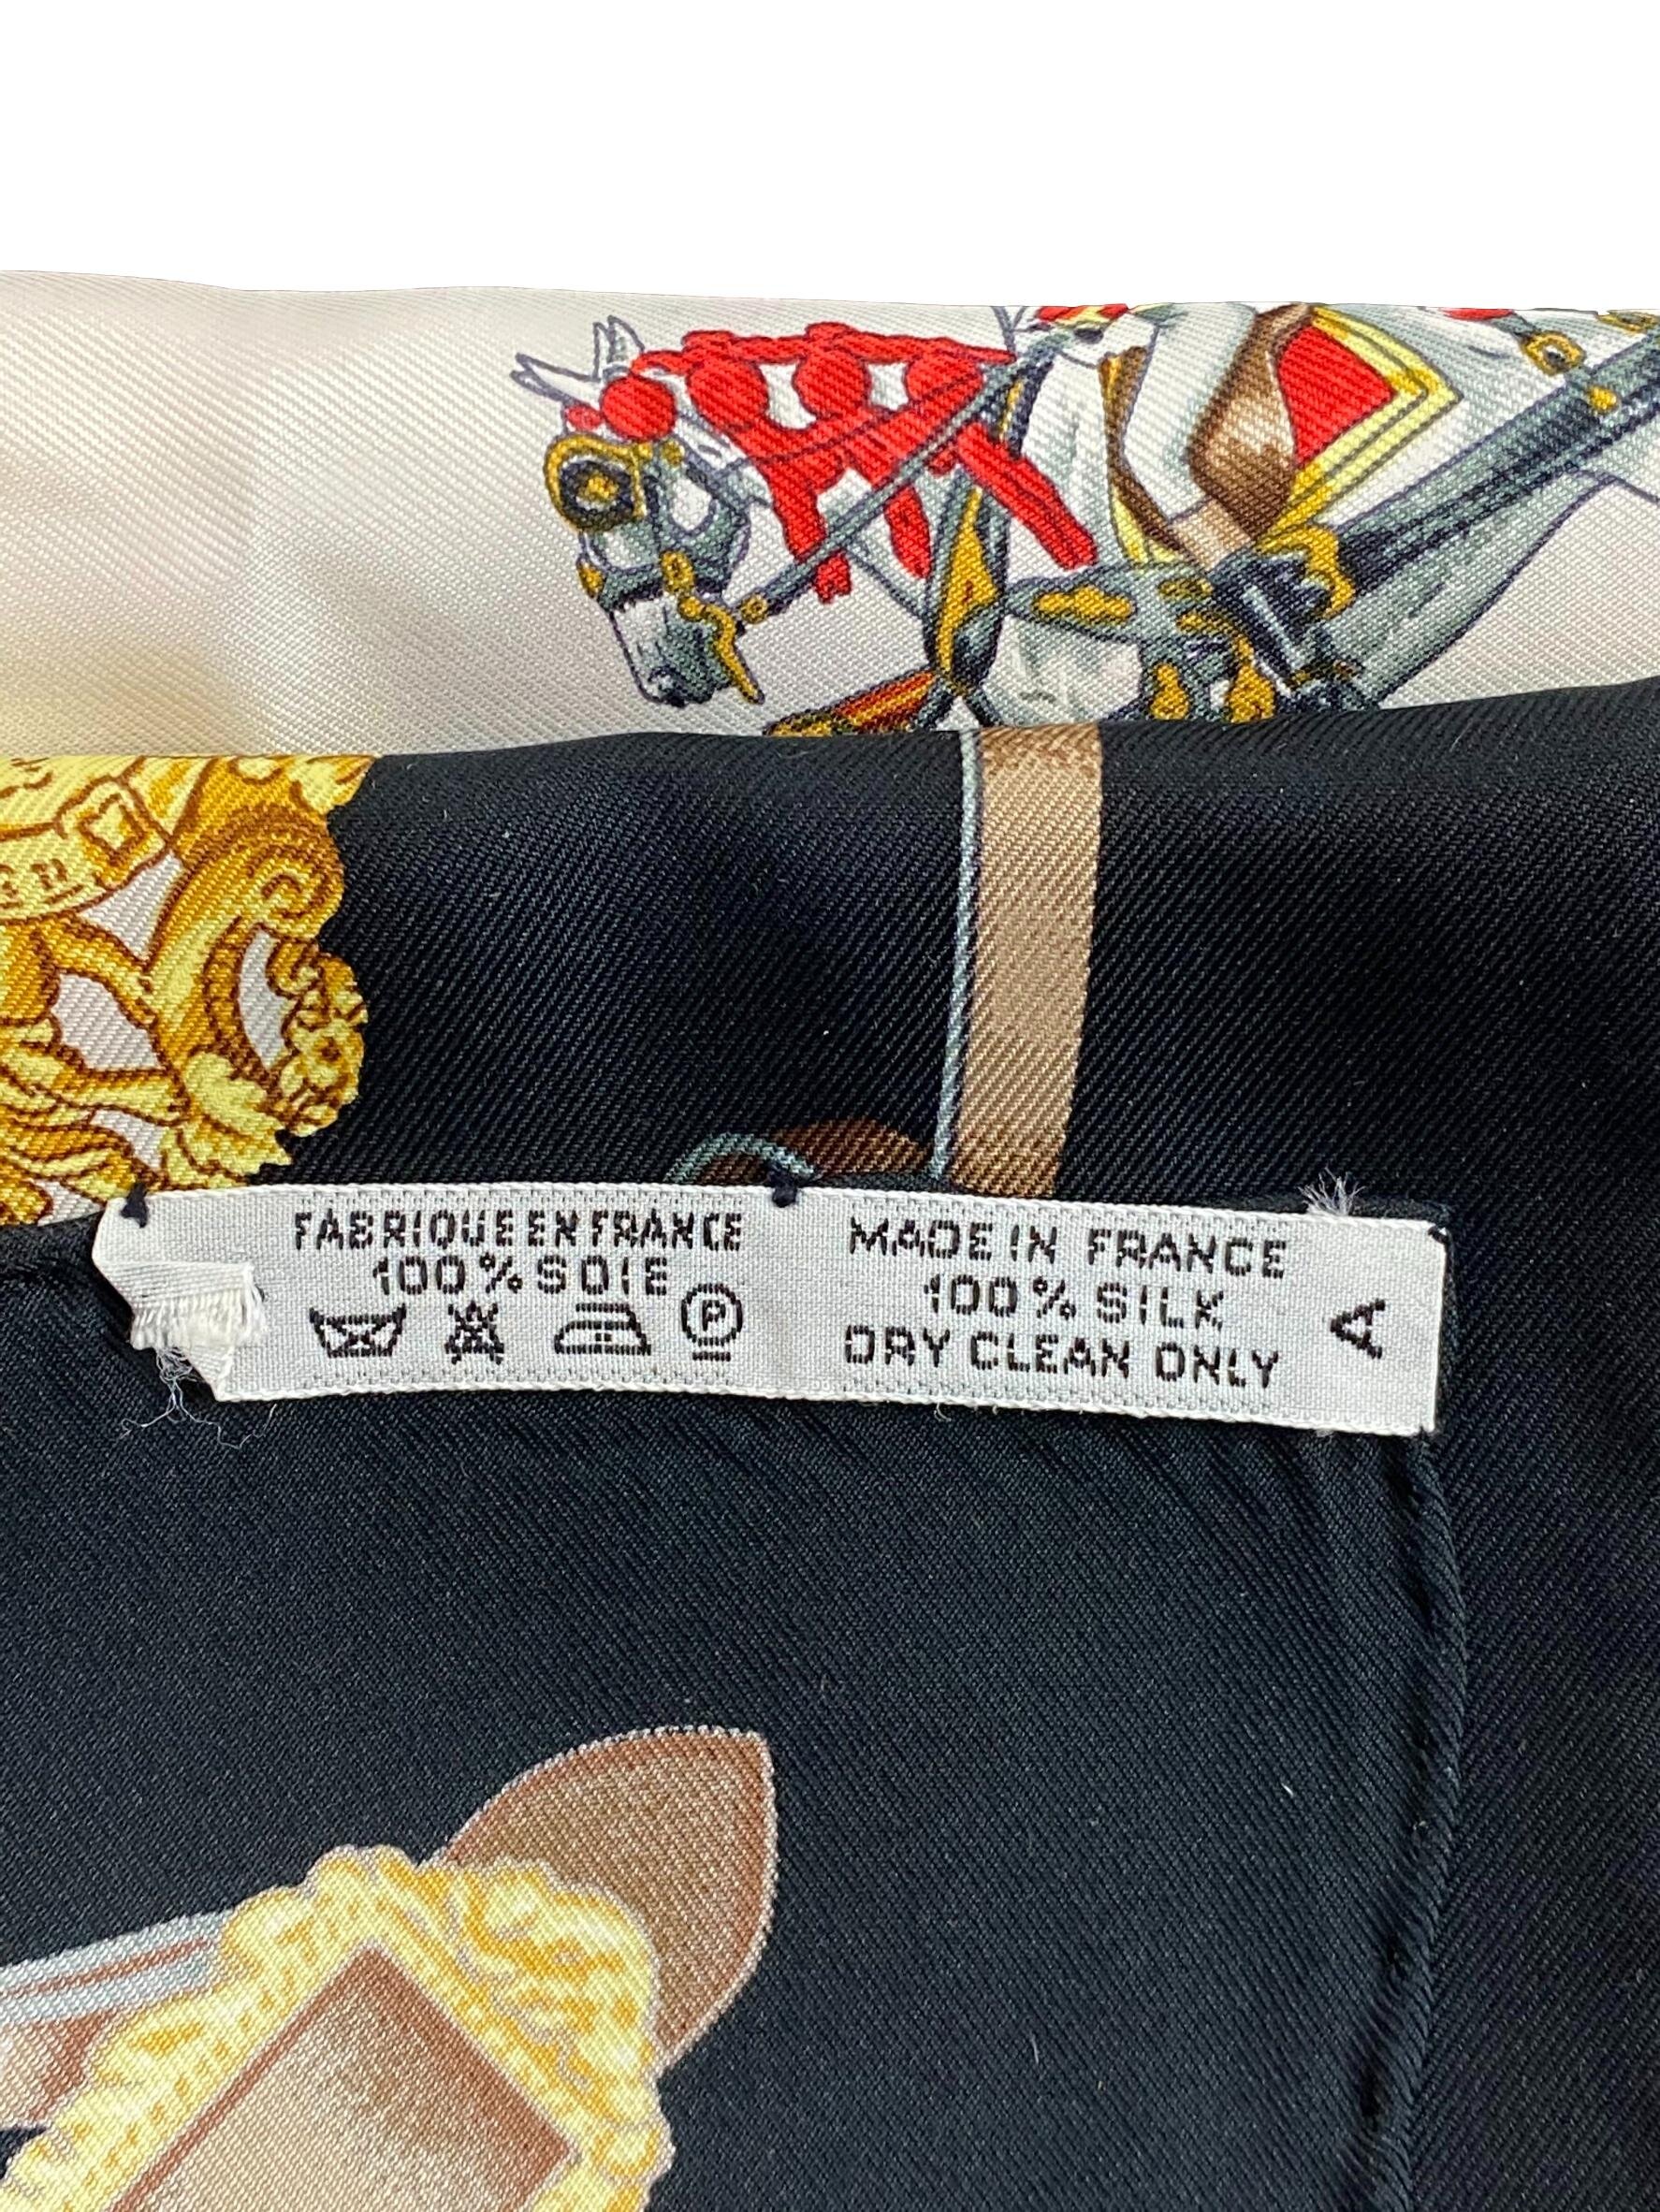 FABRIQUE EN FRANCE
100% SOIE
P
MADE IN FRANCE
100% SILK
DRY CLEAN ONLY
A